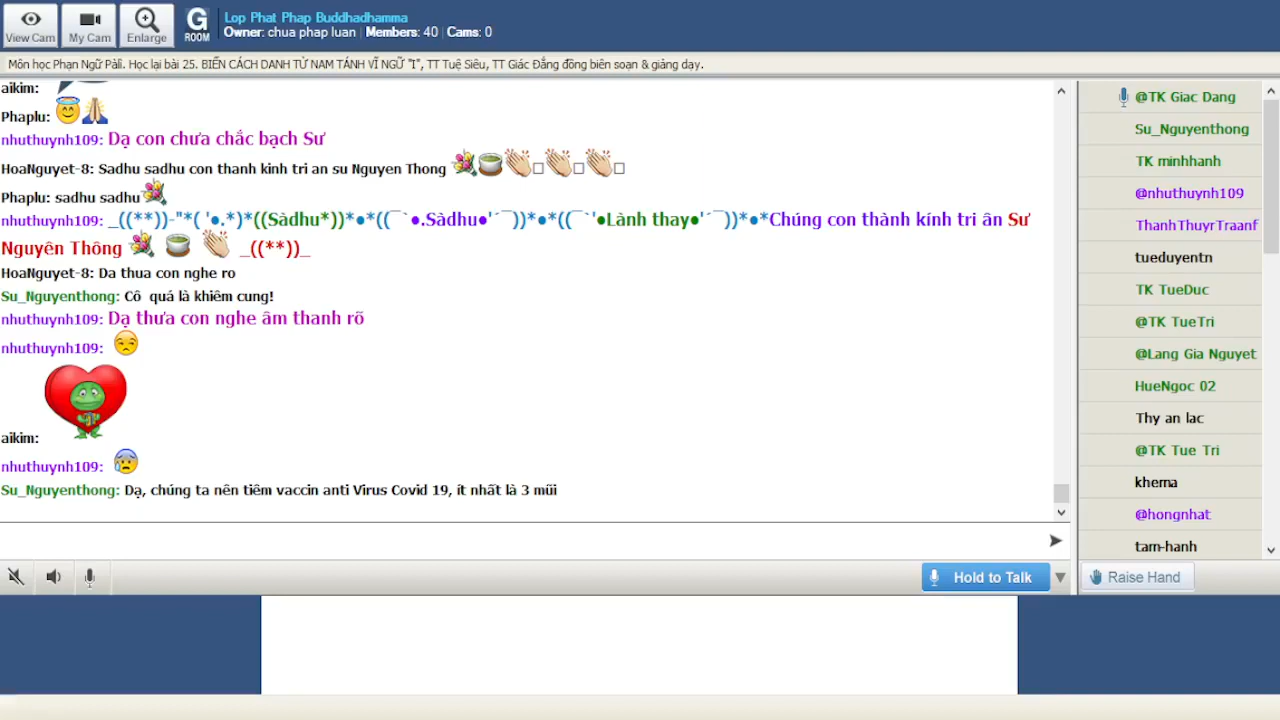 View Cam
My Cam
Enlarge
G
ROOM
Lop Phat Phap Buddhadhamma
Owner: chua phap luan | Members: 40 | Cams: 0
Môn học Phạn Ngữ Pàli. Học lại bài 25. BIẾN CÁCH DANH TỪ NAM TÁNH VĨ NGỮ "I", TT Tuệ Siêu, TT Giác Đẳng đồng biên soạn & giảng dạy.
aikim:
Phaplu:
nhuthuynh109: Dạ con chưa chắc bạch Sư
HoaNguyet-8: Sadhu sadhu con thanh kinh tri an su Nguyen Thong
Phaplu: sadhu sadhu
nhuthuynh109: _((**))-"*( '●.*)*((Sàdhu*))*●*((¯`●.Sàdhu●'´¯))*●*((¯`'●Lành thay●'´¯))*●*Chúng con thành kính tri ân Sư
Nguyên Thông _((**))_
HoaNguyet-8: Da thua con nghe ro
Su_Nguyenthong: Cô quá là khiêm cung!
nhuthuynh109: Dạ thưa con nghe âm thanh rõ
nhuthuynh109:
aikim:
nhuthuynh109:
Su_Nguyenthong: Dạ, chúng ta nên tiêm vaccin anti Virus Covid 19, ít nhất là 3 mũi
@TK Giac Dang
Su_Nguyenthong
TK minhhanh
@nhuthuynh109
ThanhThuyrTraanf
tueduyentn
TK TueDuc
@TK TueTri
@Lang Gia Nguyet
HueNgoc 02
Thy an lac
@TK Tue Tri
khema
@hongnhat
tam-hanh
Hold to Talk
Raise Hand